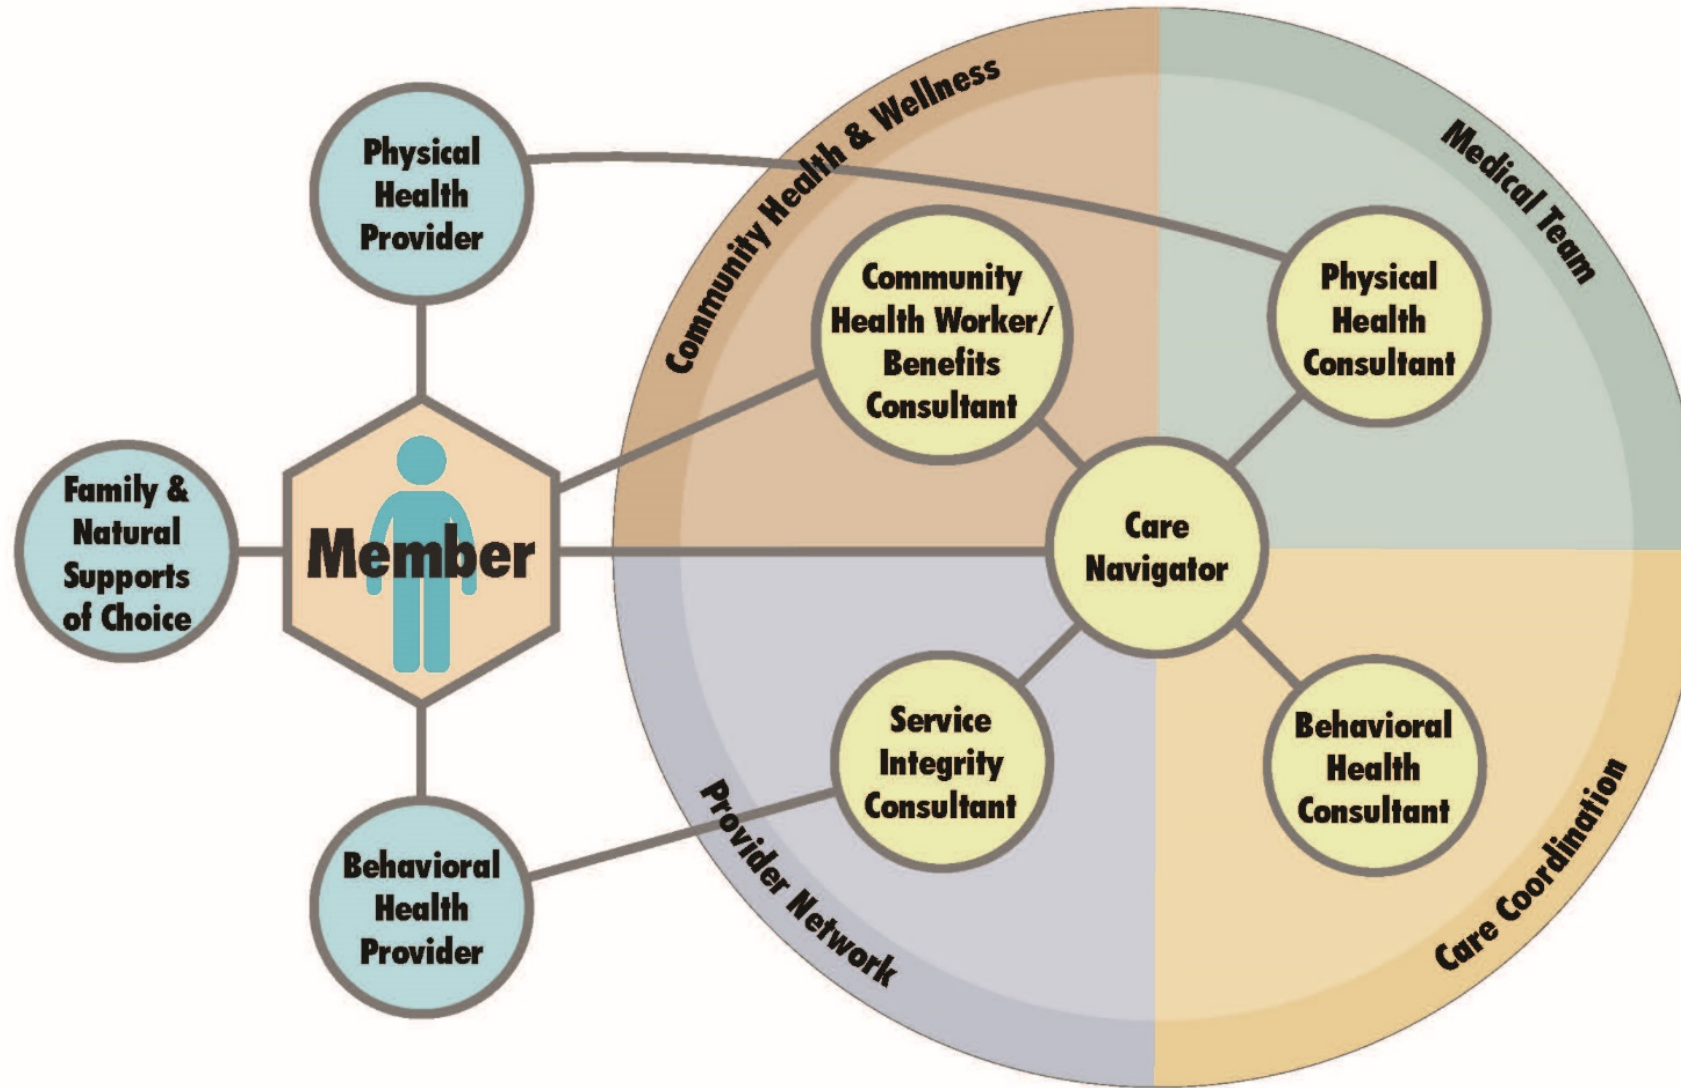 Physical
Health
Provider
Family &
Natural
Supports
of Choice
Member
Behavioral
Health
Provider
Community Health & Wellness
Medical Team
Community
Health Worker/
Benefits
Consultant
Physical
Health
Consultant
Care
Navigator
Service
Integrity
Consultant
Behavioral
Health
Consultant
Provider Network
Care Coordination